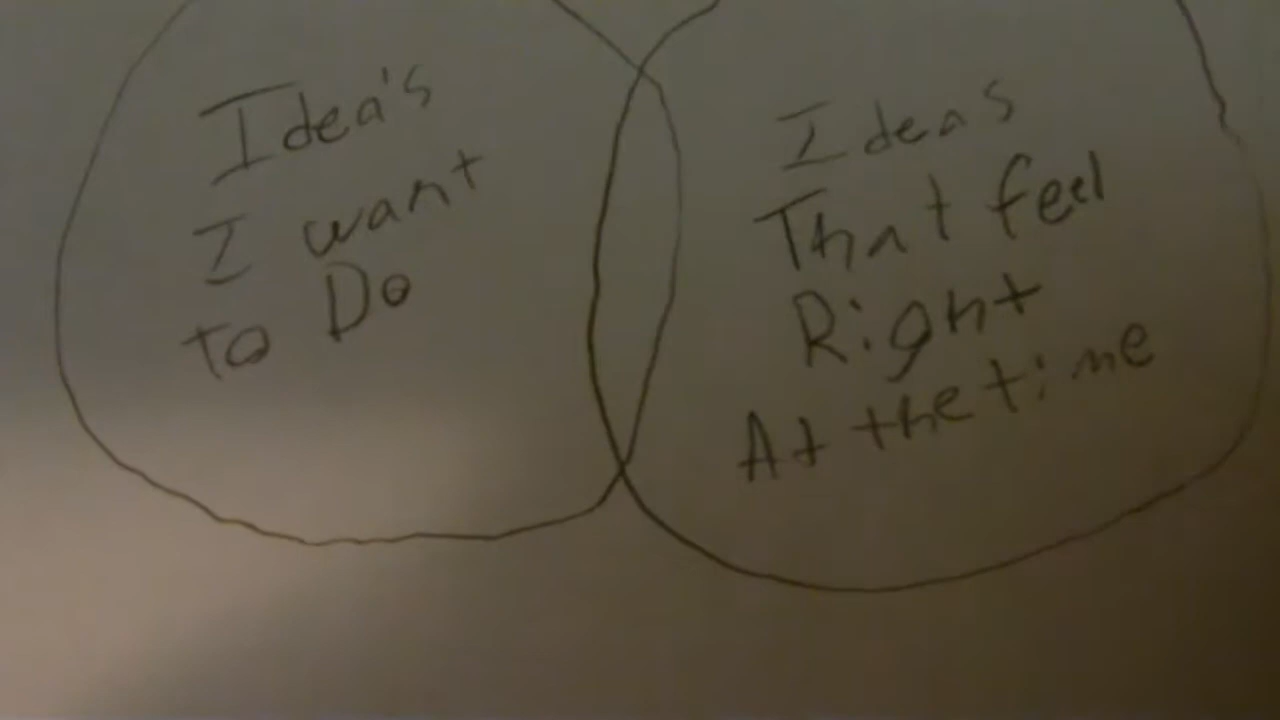 Idea's
I want
to Do
Ideas
That feel
Right
At the time